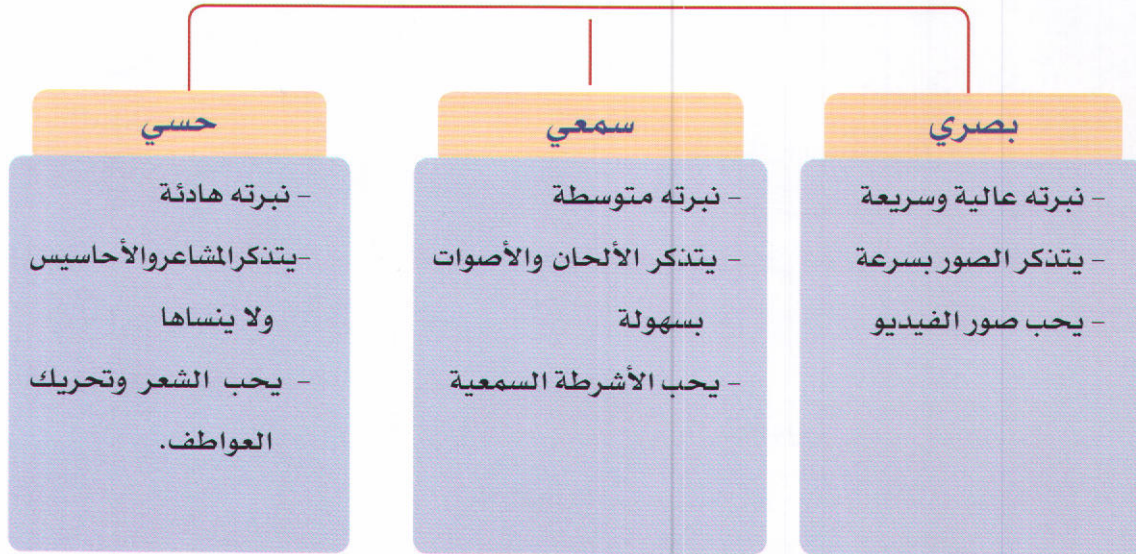 بصري
- نبرته عالية وسريعة
- يتذكر الصور بسرعة
- يحب صور الفيديو
سمعي
- نبرته متوسطة
- يتذكر الألحان والأصوات
بسهولة
- يحب الأشرطة السمعية
حسي
- نبرته هادئة
-يتذكرالمشاعروالأحاسيس
ولا ينساها
- يحب الشعر وتحريك
العواطف.